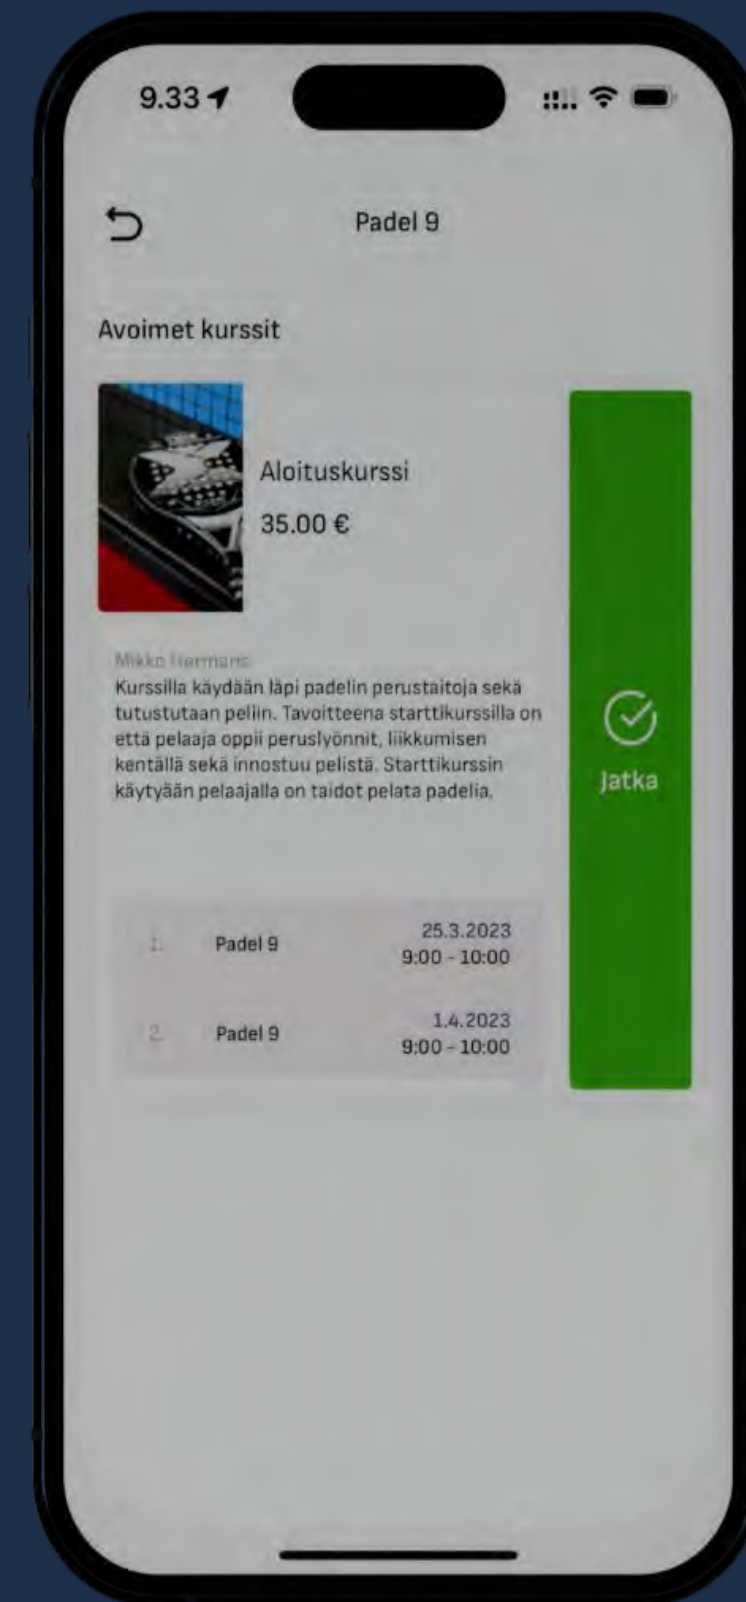 9.33
Padel 9
Avoimet kurssit
Aloituskurssi
35.00 €
Mikko Hermans
Kurssilla käydään läpi padelin perustaitoja sekä
tutustutaan peliin. Tavoitteena starttikurssilla on
että pelaaja oppii peruslyönnit, liikkumisen
kentällä sekä innostuu pelistä. Starttikurssin
käytyään pelaajalla on taidot pelata padelia.
Jatka
1. Padel 9 25.3.2023
9:00 - 10:00
2. Padel 9 1.4.2023
9:00 - 10:00